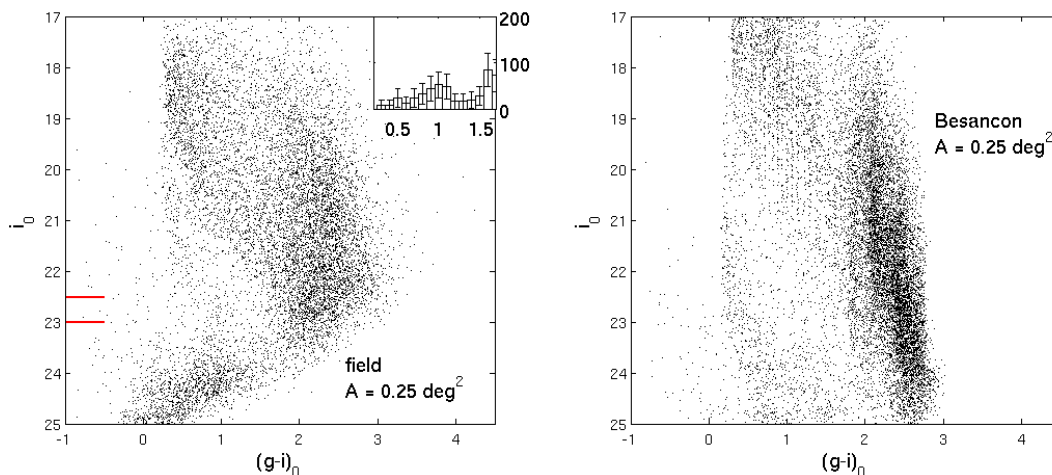 17
18
19
20
21
22
23
24
25
i₀
-1 0 1 2 3 4
(g-i)₀
200
100
0
0.5 1 1.5
field
A = 0.25 deg²
17
18
19
20
21
22
23
24
25
i₀
-1 0 1 2 3 4
(g-i)₀
Besancon
A = 0.25 deg²